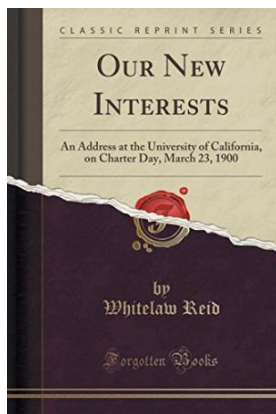 CLASSIC REPRINT SERIES
OUR NEW
INTERESTS
An Address at the University of California,
on Charter Day, March 23, 1900
by
Whitelaw Reid
Forgotten Books